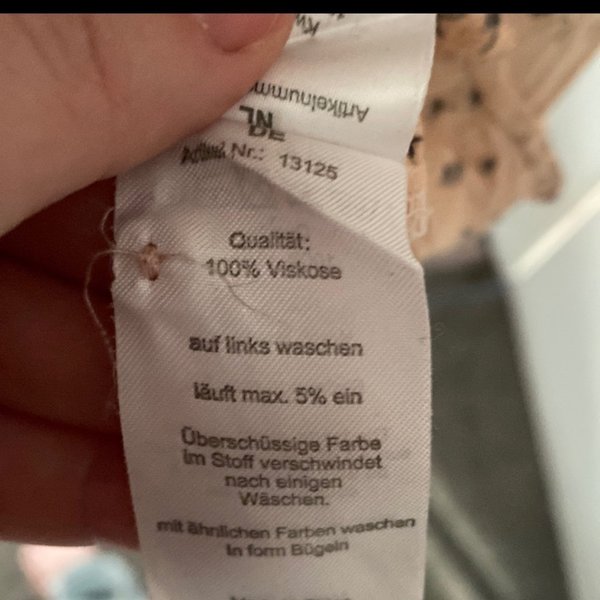 Artikelnumm
NL
Artikel Nr.: 13125
Qualität:
100% Viskose
auf links waschen
läuft max. 5% ein
Überschüssige Farbe
im Stoff verschwindet
nach einigen
Wäschen.
mit ähnlichen Farben waschen
In form Bügeln